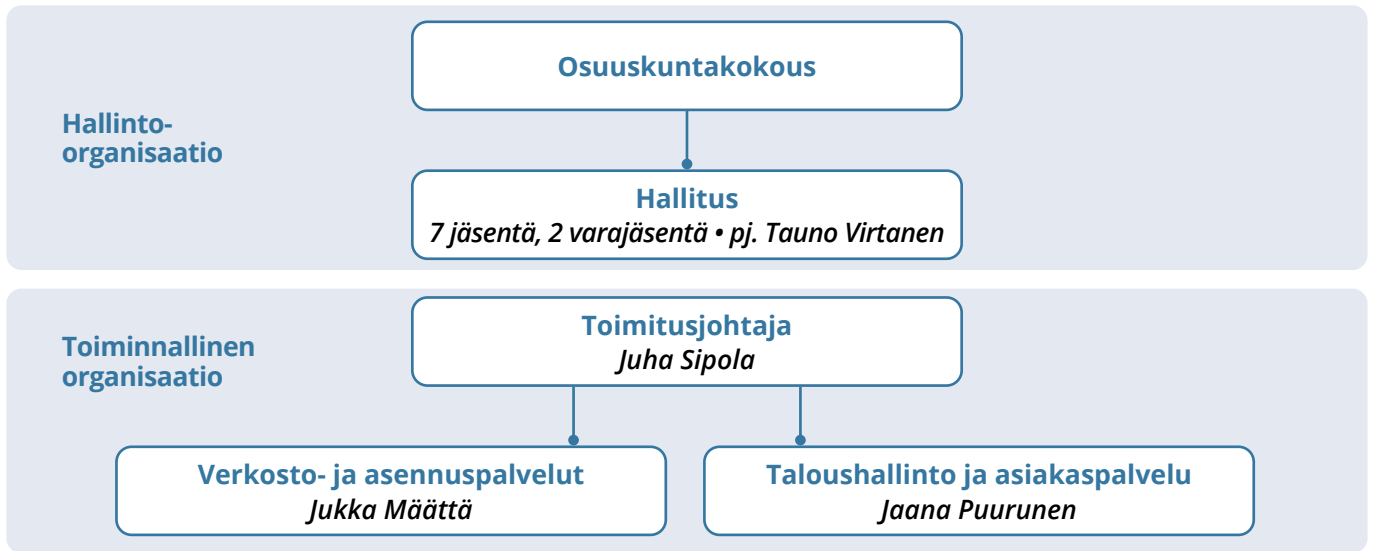 Osuuskuntakokous
Hallinto-
organisaatio
Hallitus
7 jäsentä, 2 varajäsentä • pj. Tauno Virtanen
Toimitusjohtaja
Juha Sipola
Toiminnallinen
organisaatio
Verkosto- ja asennuspalvelut
Jukka Määttä
Taloushallinto ja asiakaspalvelu
Jaana Puurunen